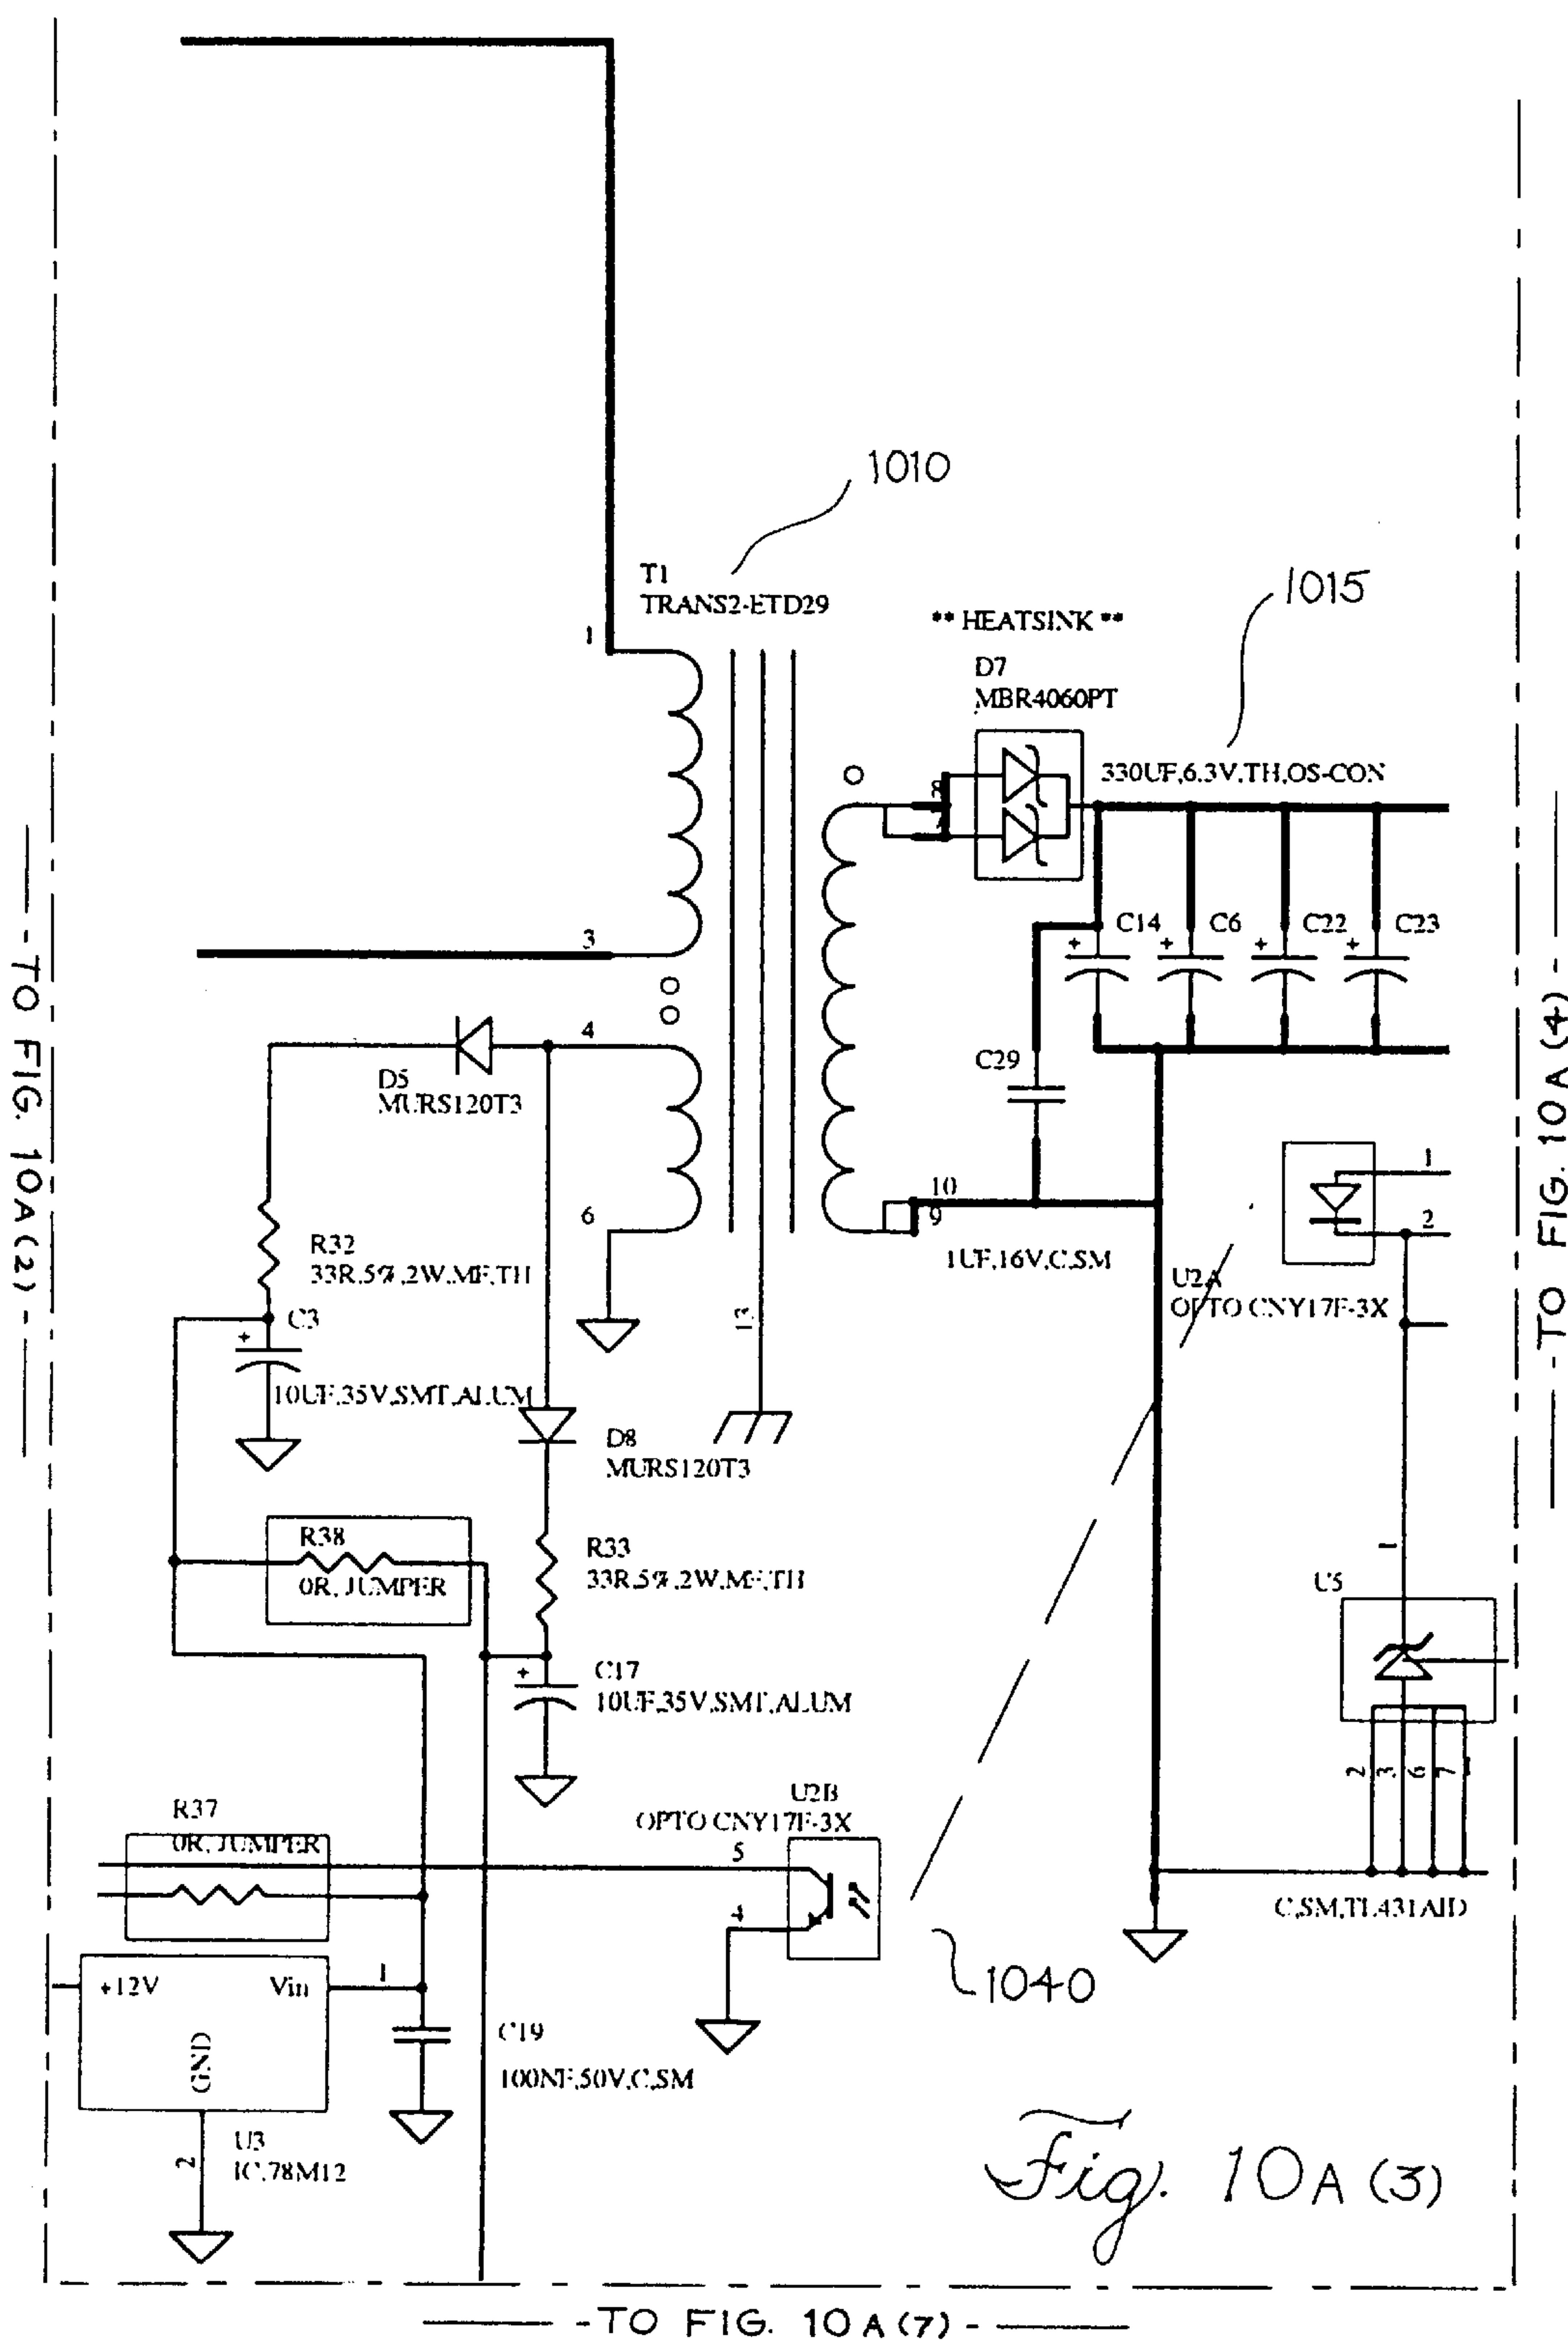 1010
T1
TRANS2-ETD29
1015
** HEATSINK **
1
D7
MBR4060PT
330UF,6.3V,TH,OS-CON
8
7
C14
C6
C22
C23
+
+
+
+
3
4
D5
MURS120T3
C29
6
10
9
1UF,16V,C,SM
1
2
U2A
OPTO CNY17F-3X
R32
33R,5%,2W,MF,TH
C3
+
10UF,35V,SMT,ALUM
13
D8
MURS120T3
R38
0R, JUMPER
R33
33R,5%,2W,MF,TH
1
U5
+
C17
10UF,35V,SMT,ALUM
2
3
6
7
R37
0R, JUMPER
U2B
OPTO CNY17F-3X
5
4
C,SM,TL431AID
1040
+12V
Vin
1
GND
C19
100NF,50V,C,SM
2
U3
IC,78M12
Fig. 10A (3)
- TO FIG. 10A(2) -
- TO FIG. 10A(4) -
- TO FIG. 10A(7) -